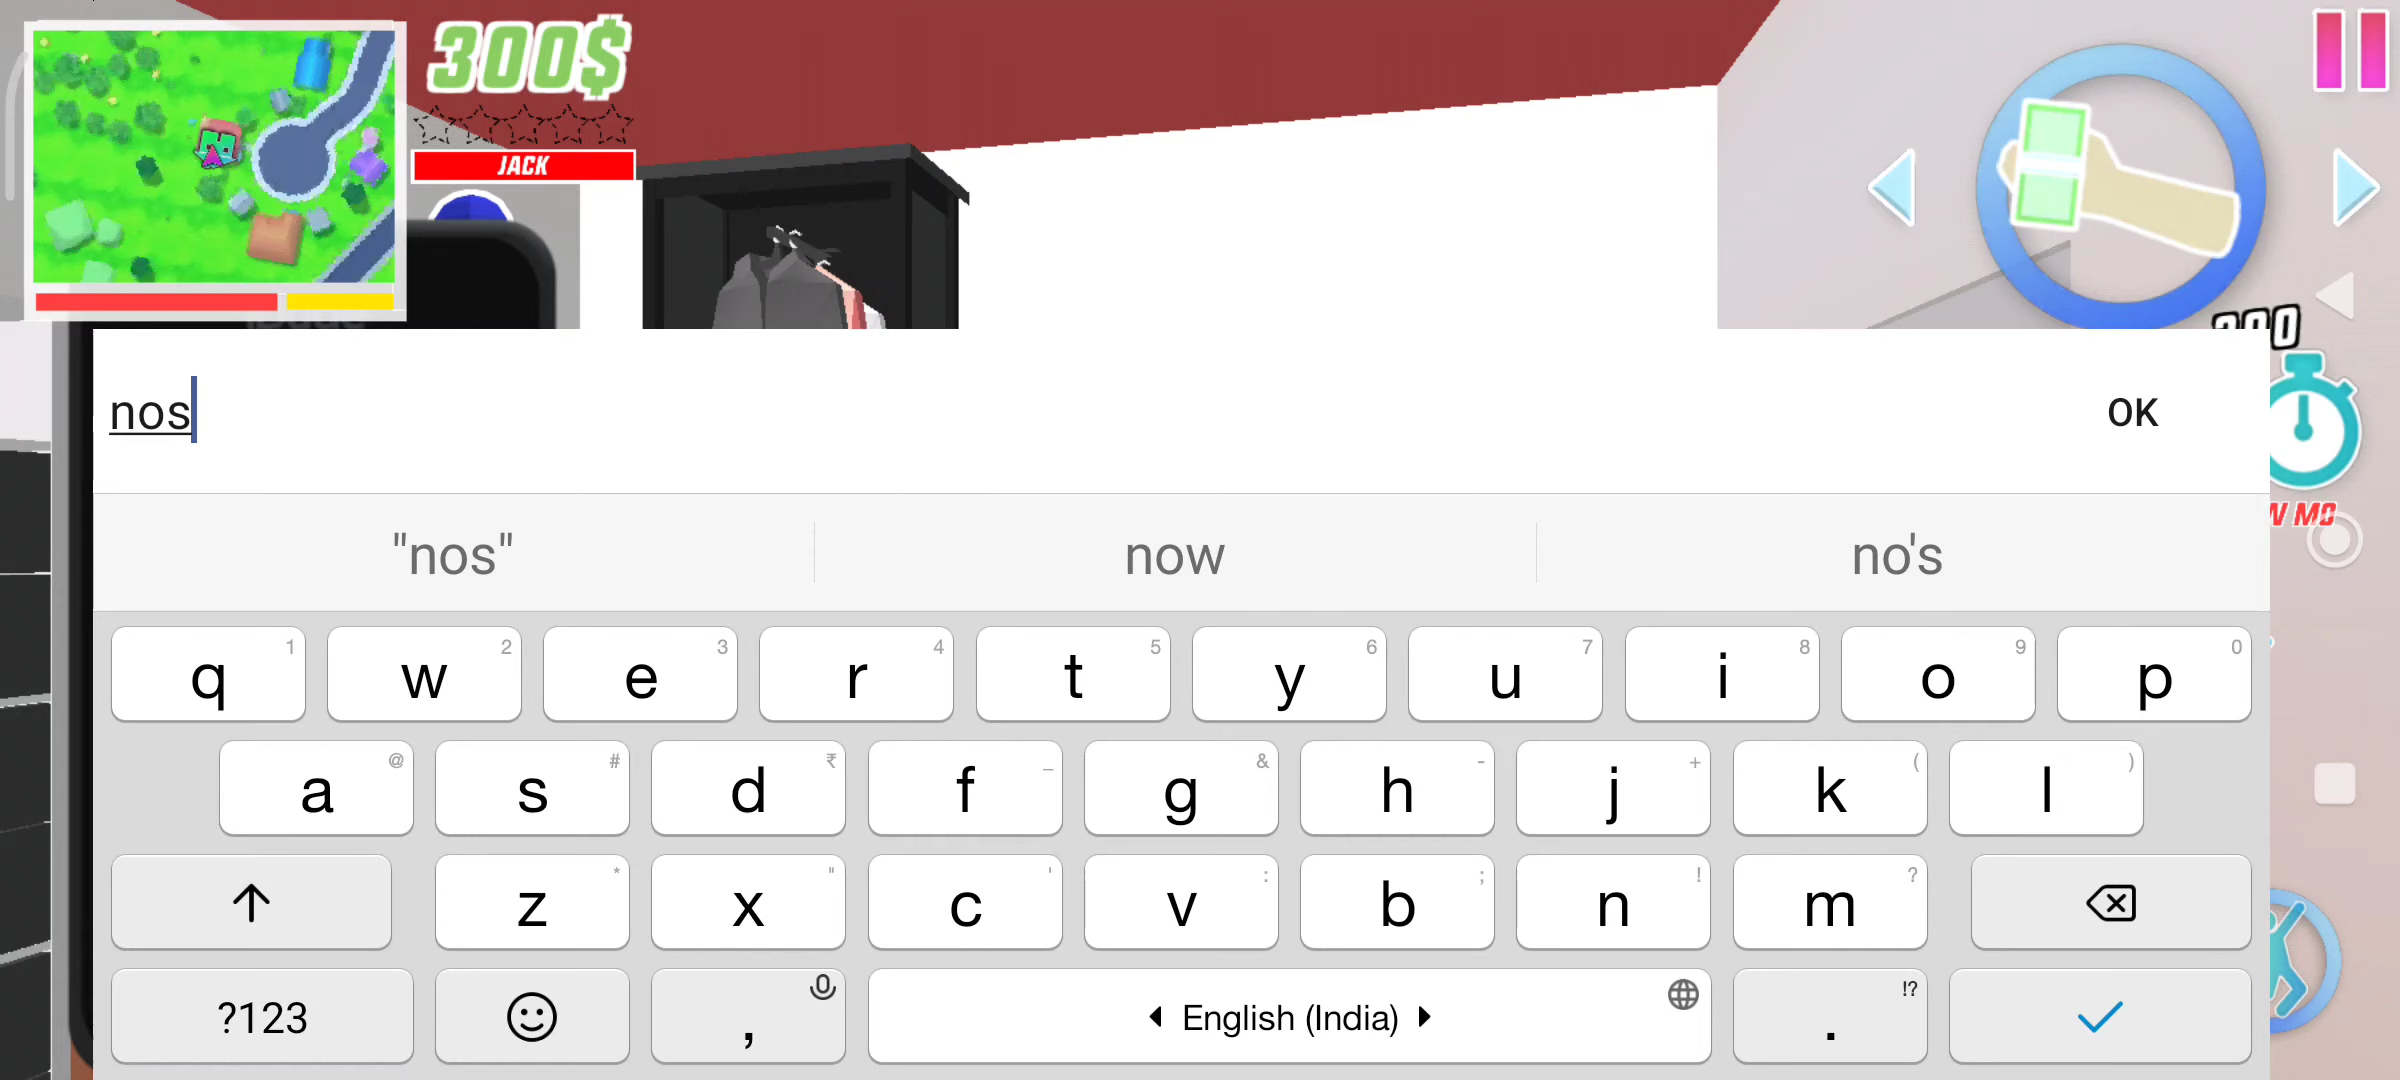 300$
JACK
nos
OK
"nos" now no's
q 1 w 2 e 3 r 4 t 5 y 6 u 7 i 8 o 9 p 0
a @ s # d ₹ f _ g & h - j + k ( l )
z * x " c ' v : b ; n ! m ?
?123 , English (India) . !?